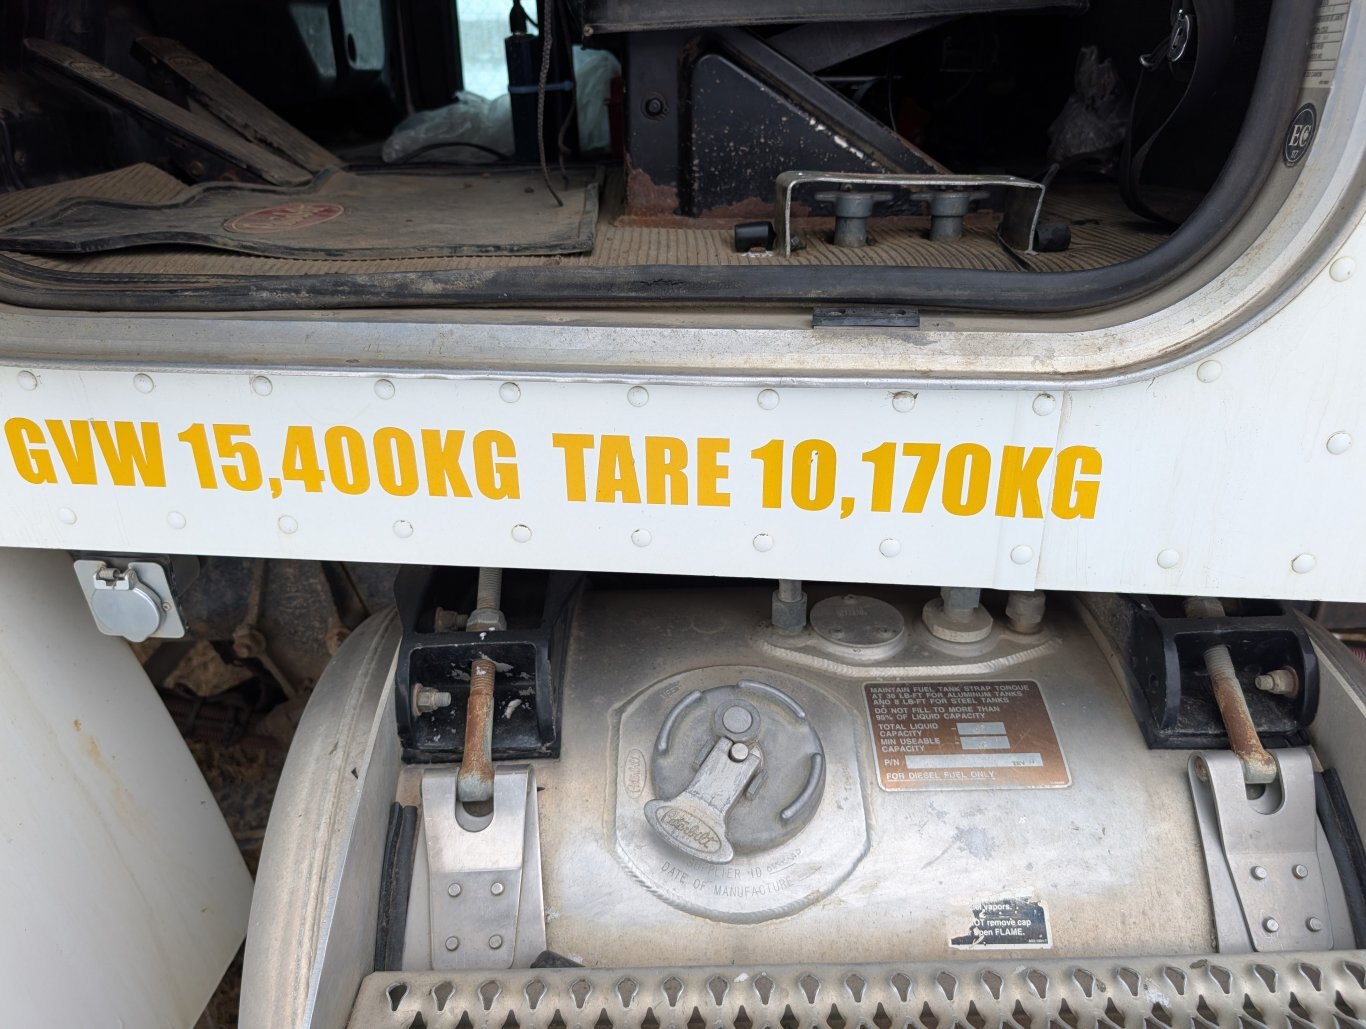 EC
GVW 15,400KG TARE 10,170KG
MAINTAIN FUEL TANK STRAP TORQUE
AT 30 LB-FT FOR ALUMINUM TANKS
AND 8 LB-FT FOR STEEL TANKS
DO NOT FILL TO MORE THAN
95% OF LIQUID CAPACITY
TOTAL LIQUID
CAPACITY
MIN USEABLE
CAPACITY
P/N
FOR DIESEL FUEL ONLY
Peterbilt
SUPPLIER ID
DATE OF MANUFACTURE
vapors.
remove cap
open FLAME.